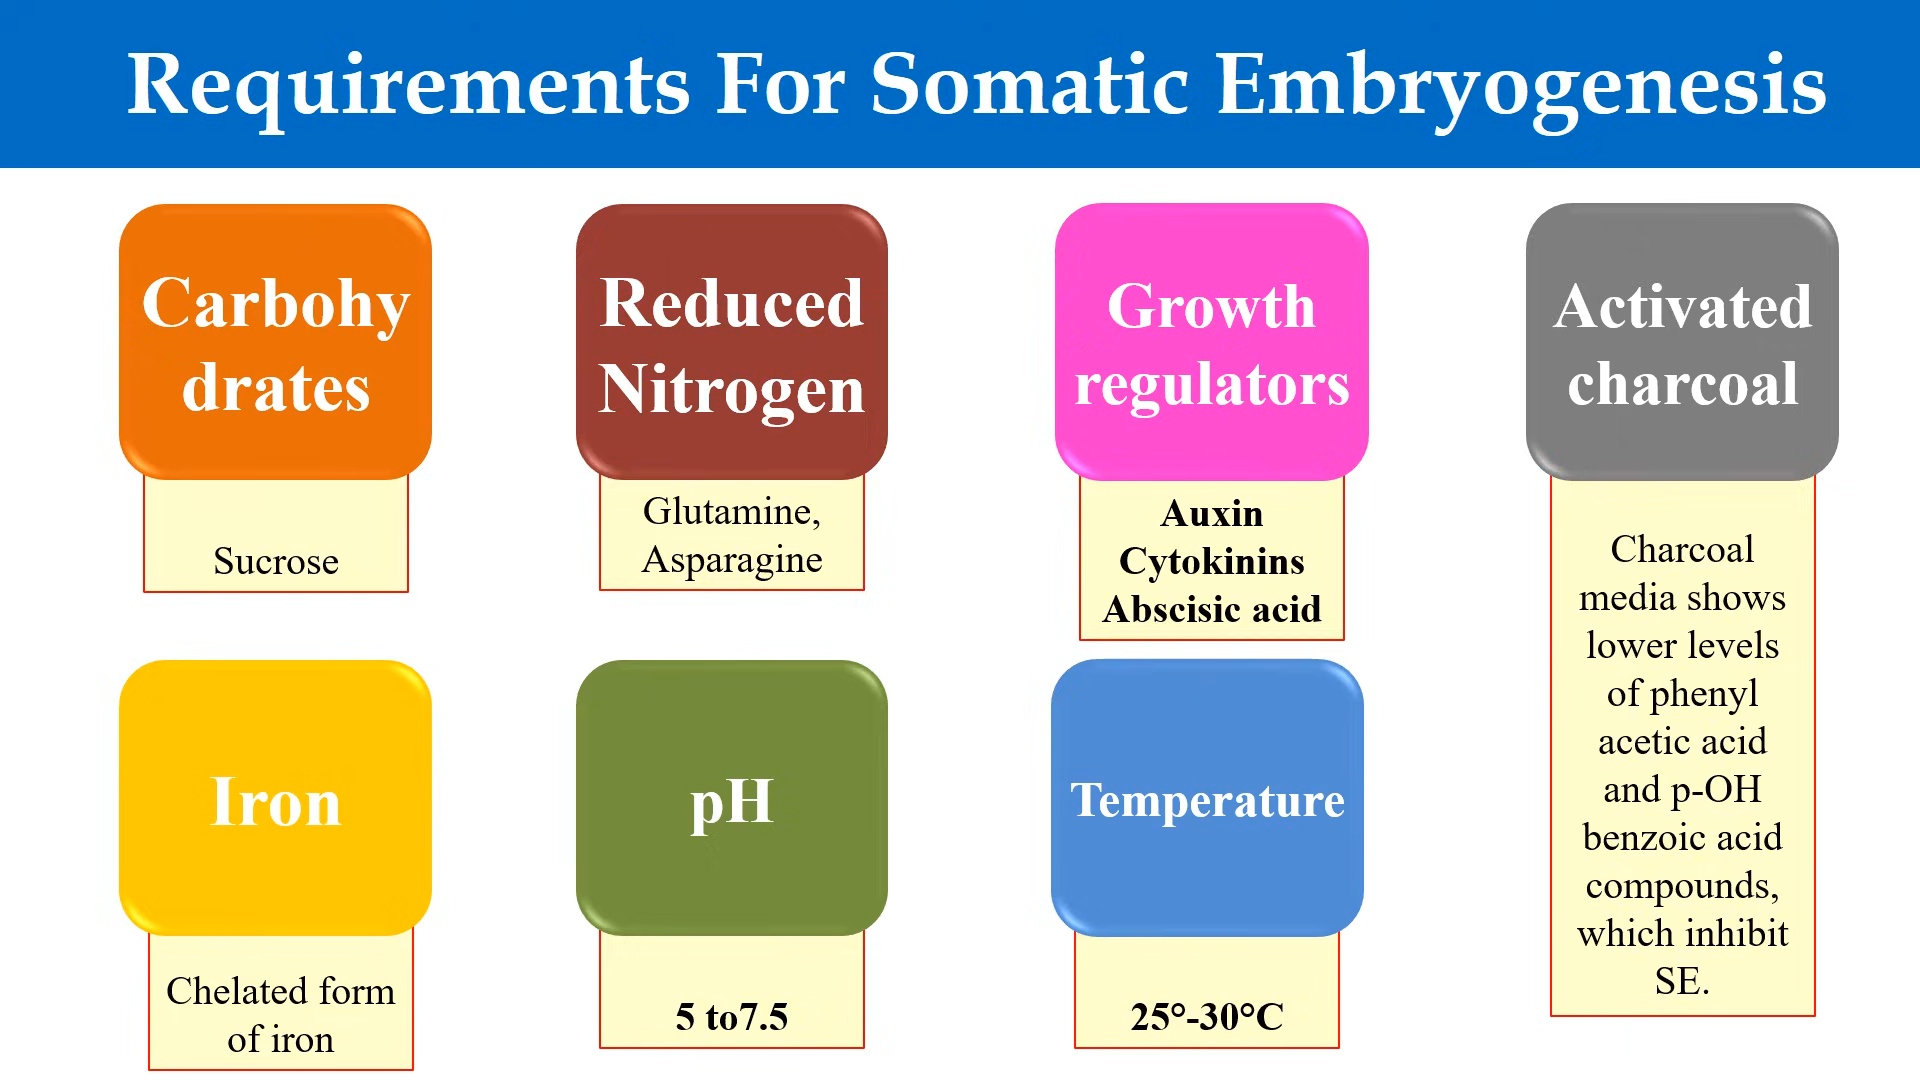 Requirements For Somatic Embryogenesis
Carbohy
drates
Sucrose
Reduced
Nitrogen
Glutamine,
Asparagine
Growth
regulators
Auxin
Cytokinins
Abscisic acid
Activated
charcoal
Charcoal
media shows
lower levels
of phenyl
acetic acid
and p-OH
benzoic acid
compounds,
which inhibit
SE.
Iron
Chelated form
of iron
pH
5 to7.5
Temperature
25°-30°C